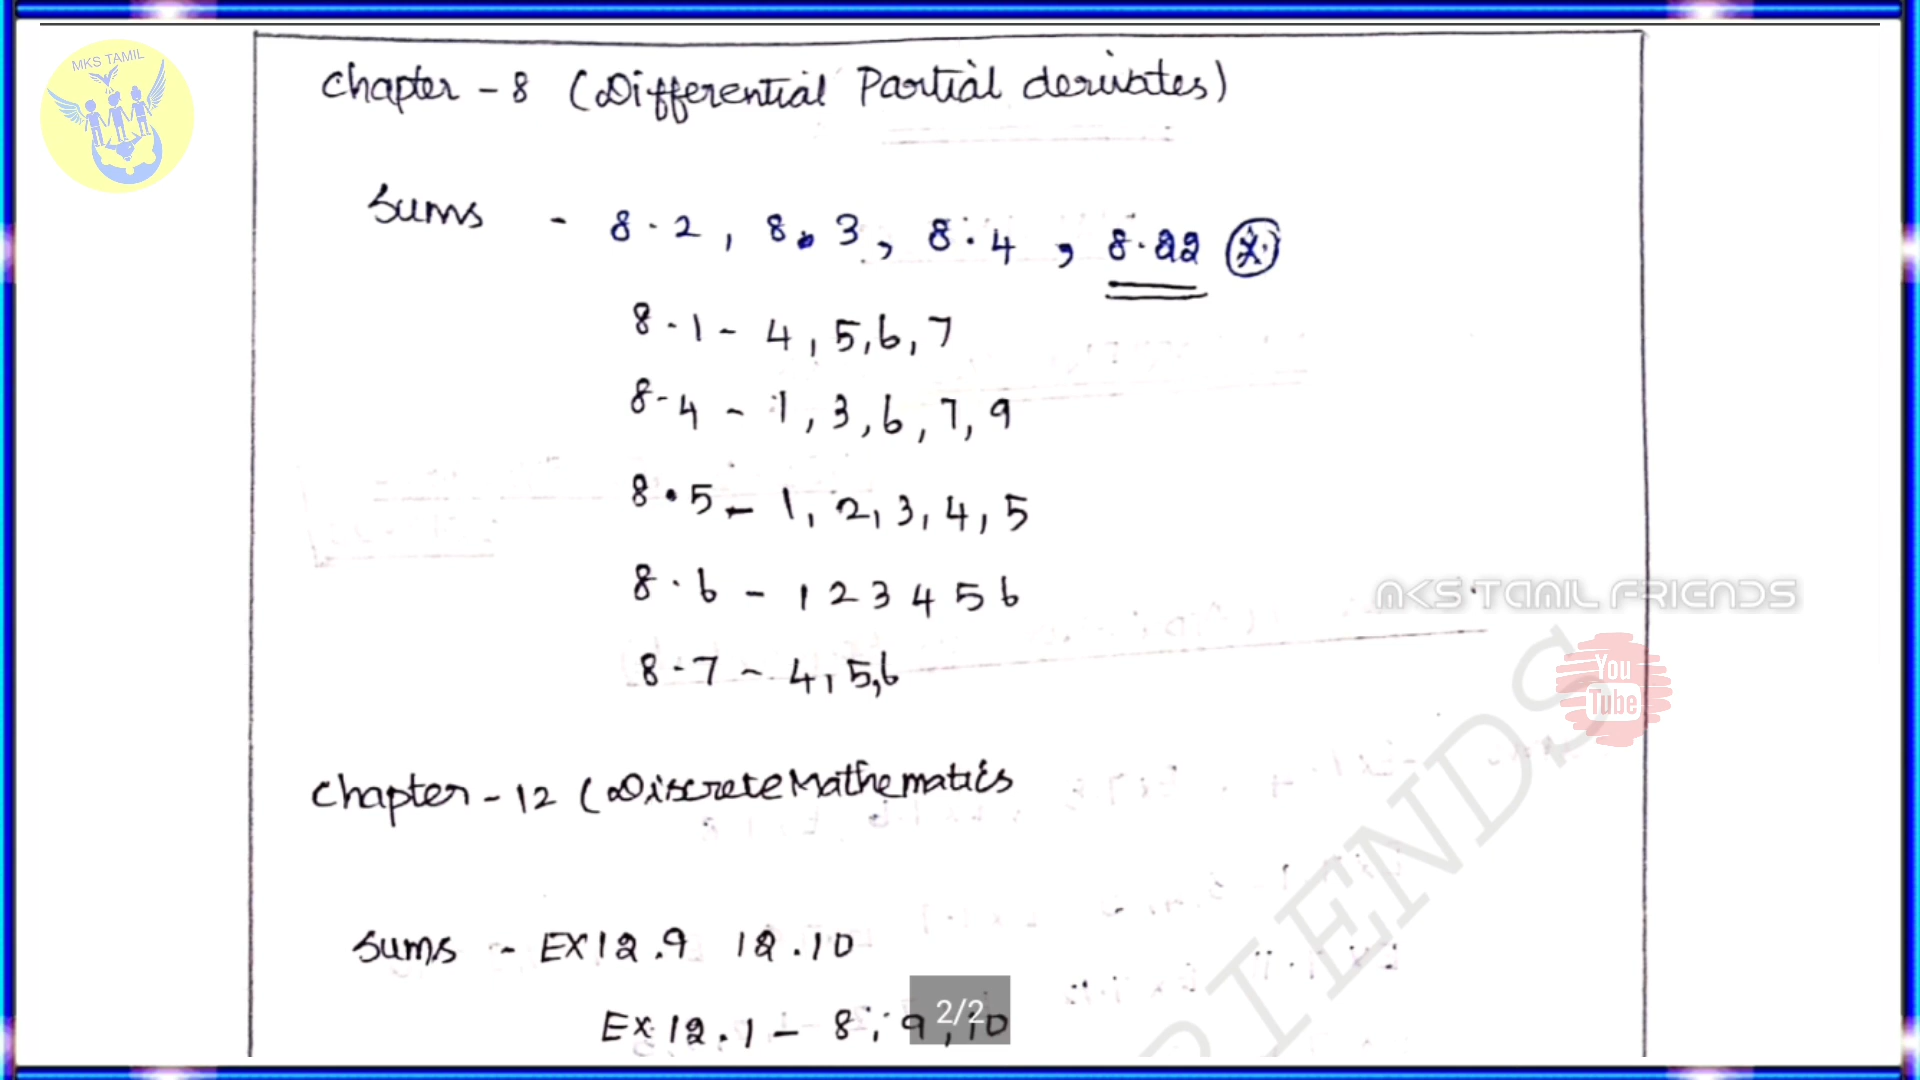 MKS TAMIL
Chapter - 8 (Differential Partial derivates)
Sums - 8.2, 8.3, 8.4, 8.22
8.1 - 4, 5, 6, 7
8.4 - 1, 3, 6, 7, 9
8.5 - 1, 2, 3, 4, 5
8.6 - 1 2 3 4 5 6
MKS TAMIL FRIENDS
8.7 - 4, 5, 6
You
Tube
Chapter - 12 (Discrete Mathematics
Sums - EX 12.9 12.10
EX 12.1 - 8, 9, 10
2/2
RIENDS